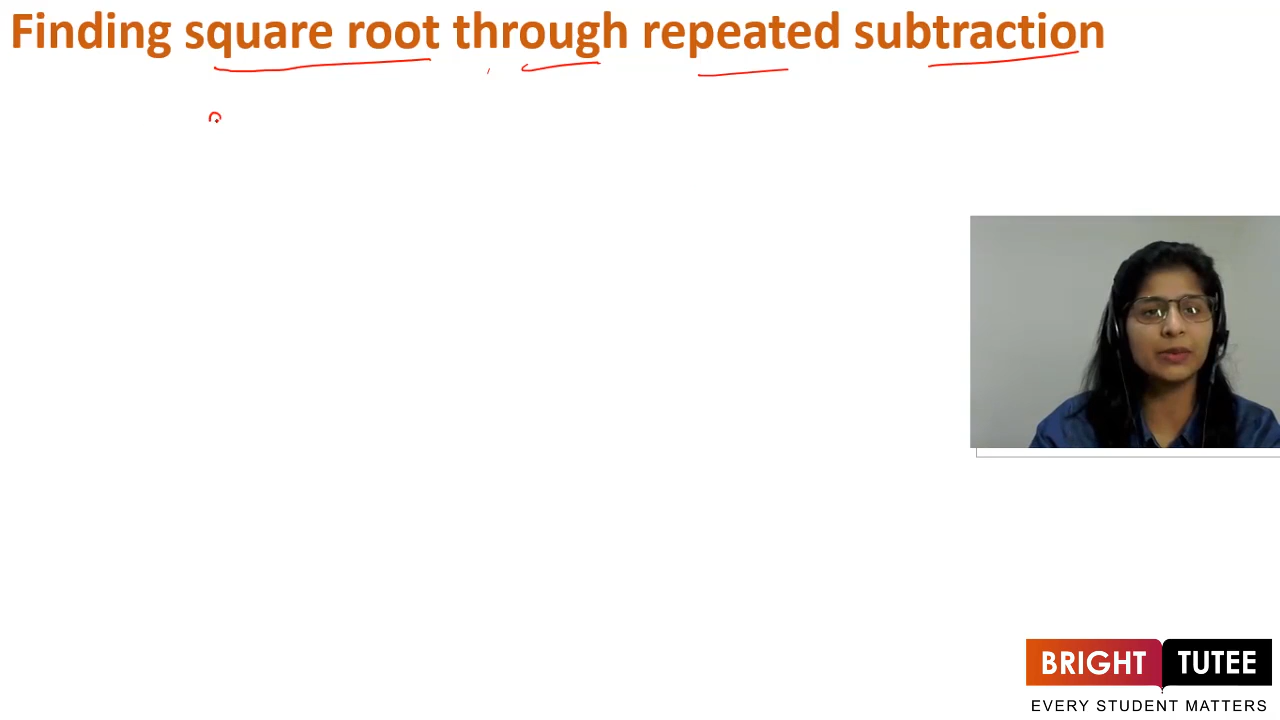 Finding square root through repeated subtraction
BRIGHT TUTEE
EVERY STUDENT MATTERS